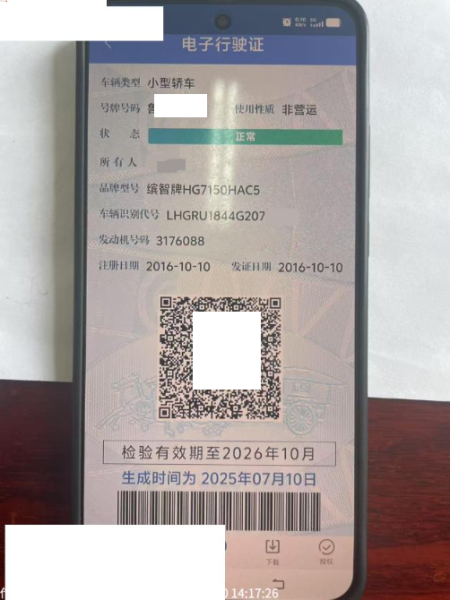 电子行驶证
车辆类型 小型轿车
号牌号码 使用性质 非营运
状 态 正常
所有人
品牌型号 缤智牌HG7150HAC5
车辆识别代号 LHGRU1844G207
发动机号码 3176088
注册日期 2016-10-10 发证日期 2016-10-10
检验有效期至2026年10月
生成时间为 2025年07月10日
下载
14:17:26